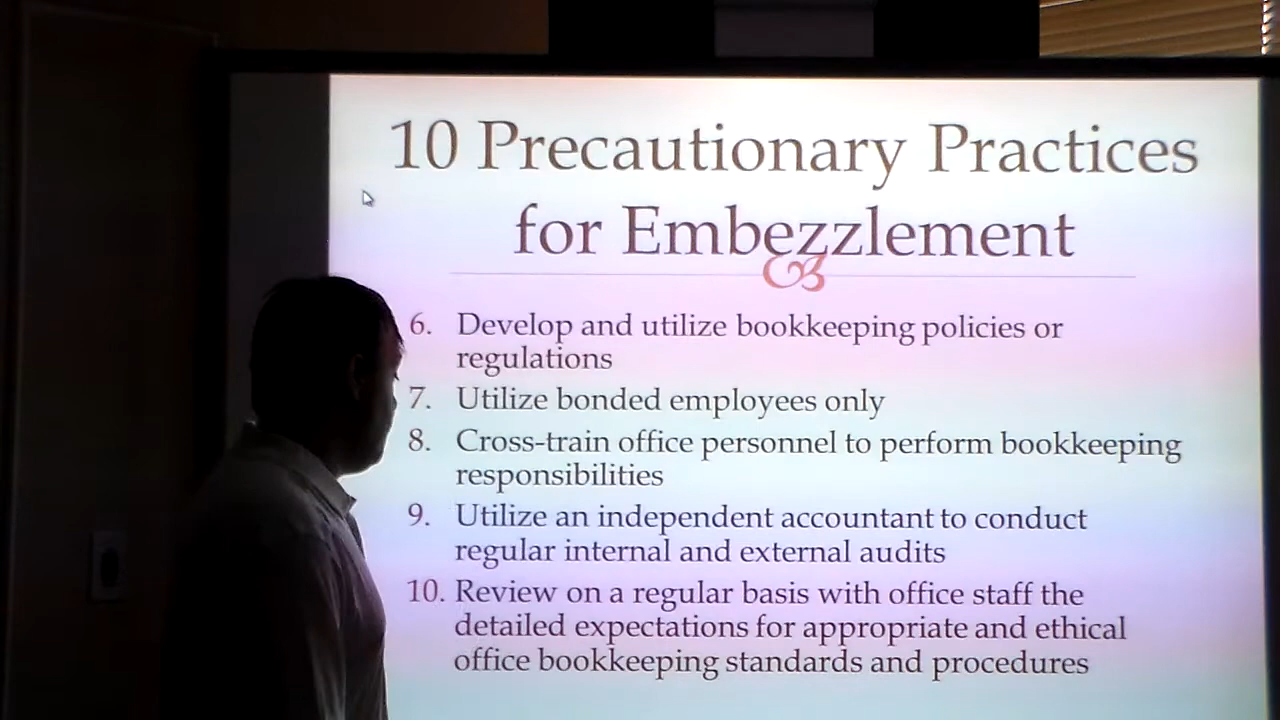 10 Precautionary Practices
for Embezzlement
6. Develop and utilize bookkeeping policies or
regulations
7. Utilize bonded employees only
8. Cross-train office personnel to perform bookkeeping
responsibilities
9. Utilize an independent accountant to conduct
regular internal and external audits
10. Review on a regular basis with office staff the
detailed expectations for appropriate and ethical
office bookkeeping standards and procedures